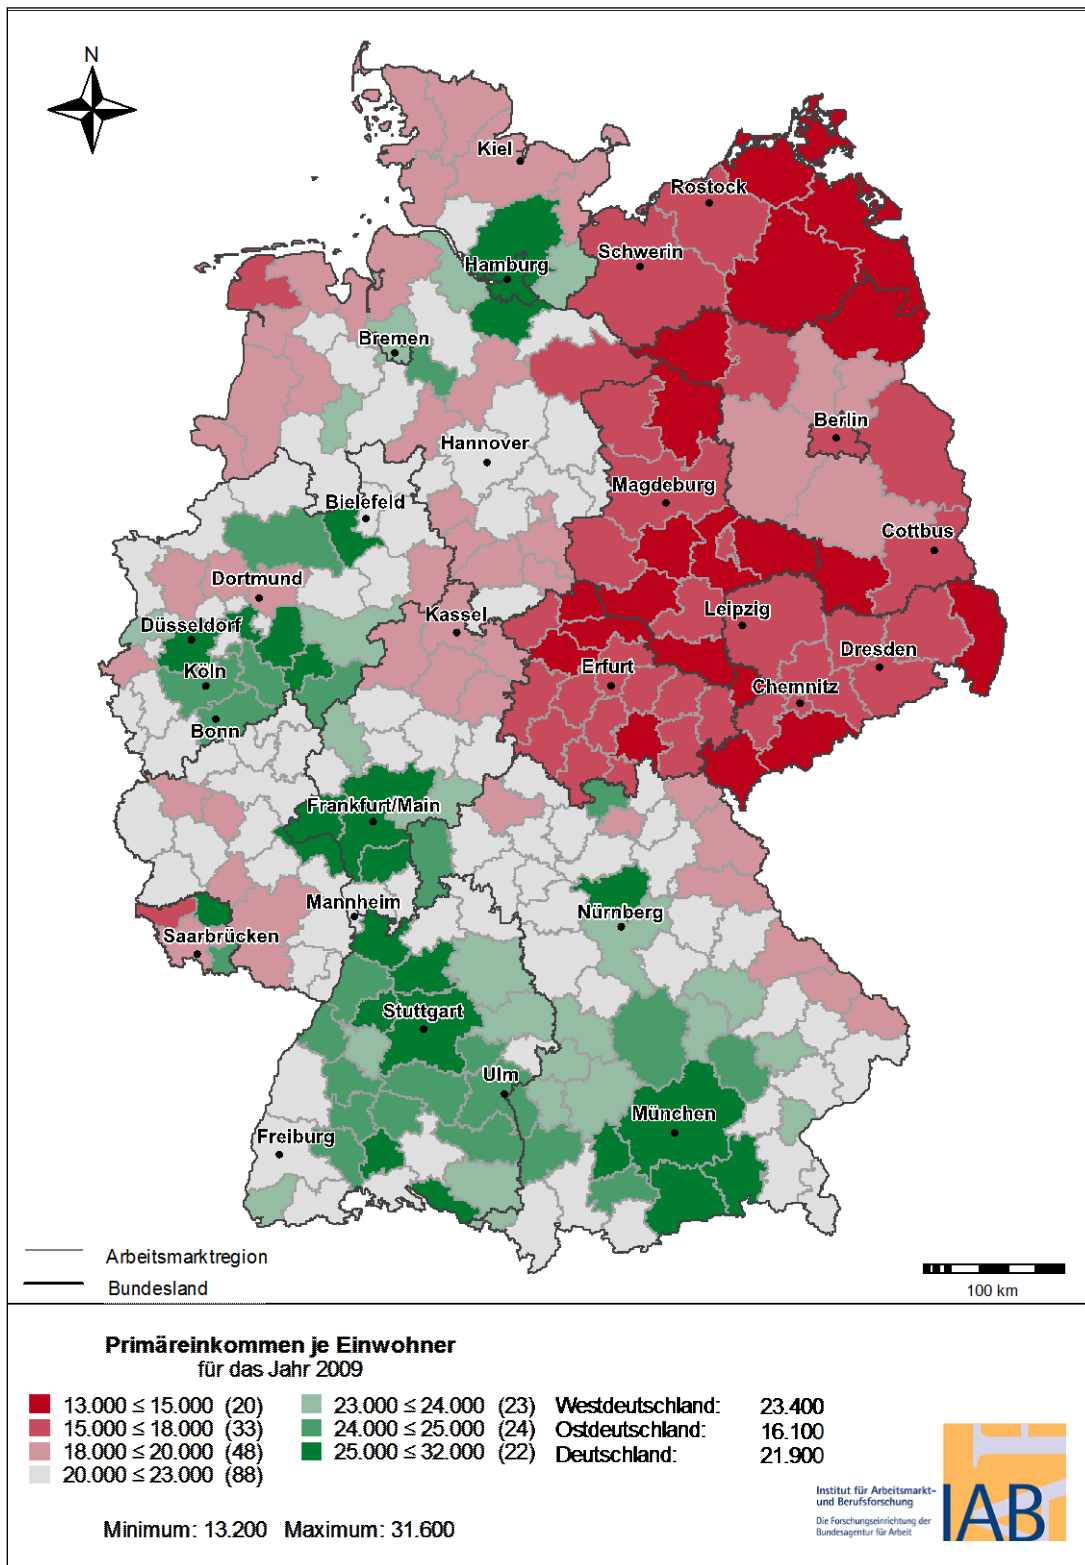 N
Kiel
Rostock
Schwerin
Hamburg
Bremen
Berlin
Hannover
Magdeburg
Bielefeld
Cottbus
Dortmund
Kassel
Leipzig
Düsseldorf
Dresden
Köln
Erfurt
Chemnitz
Bonn
Frankfurt/Main
Mannheim
Nürnberg
Saarbrücken
Stuttgart
Ulm
München
Freiburg
Arbeitsmarktregion
Bundesland
100 km
Primäreinkommen je Einwohner
für das Jahr 2009
13.000 ≤ 15.000 (20) 23.000 ≤ 24.000 (23) Westdeutschland: 23.400
15.000 ≤ 18.000 (33) 24.000 ≤ 25.000 (24) Ostdeutschland: 16.100
18.000 ≤ 20.000 (48) 25.000 ≤ 32.000 (22) Deutschland: 21.900
20.000 ≤ 23.000 (88)
Minimum: 13.200 Maximum: 31.600
Institut für Arbeitsmarkt-
und Berufsforschung
Die Forschungseinrichtung der
Bundesagentur für Arbeit
IAB